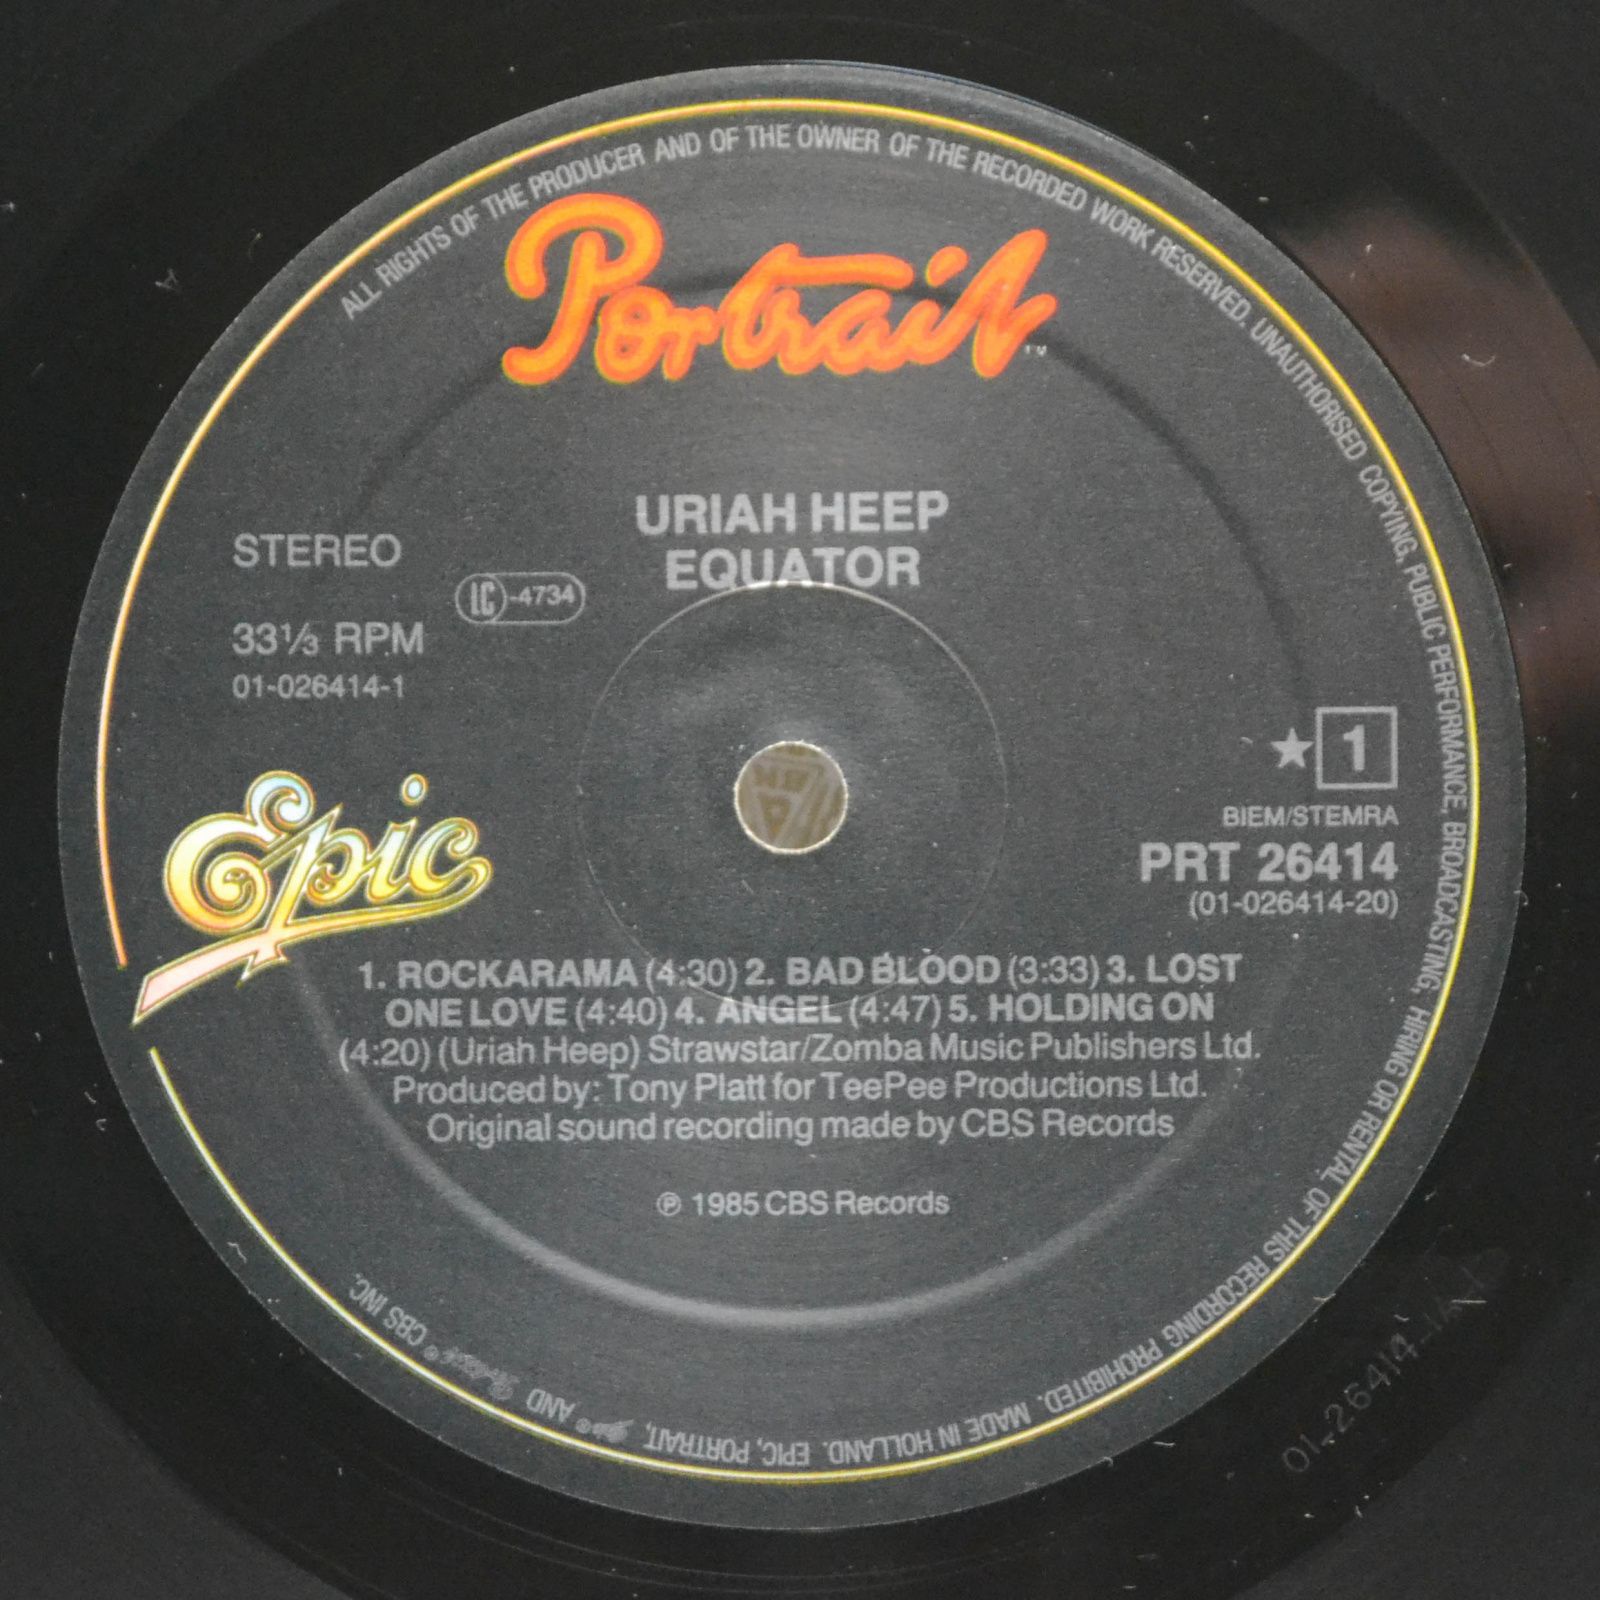 ALL RIGHTS OF THE PRODUCER AND OF THE OWNER OF THE RECORDED WORK RESERVED. UNAUTHORISED COPYING, PUBLIC PERFORMANCE, BROADCASTING, HIRING OR RENTAL OF THIS RECORDING PROHIBITED. MADE IN HOLLAND. EPIC, PORTRAIT, Epic ® AND Portrait ® CBS INC.
Portrait™
URIAH HEEP
EQUATOR
STEREO
LC-4734
33⅓ RPM
01-026414-1
★ 1
BIEM/STEMRA
PRT 26414
(01-026414-20)
Epic
1. ROCKARAMA (4:30) 2. BAD BLOOD (3:33) 3. LOST
ONE LOVE (4:40) 4. ANGEL (4:47) 5. HOLDING ON
(4:20) (Uriah Heep) Strawstar/Zomba Music Publishers Ltd.
Produced by: Tony Platt for TeePee Productions Ltd.
Original sound recording made by CBS Records
℗ 1985 CBS Records
01-26414-1A